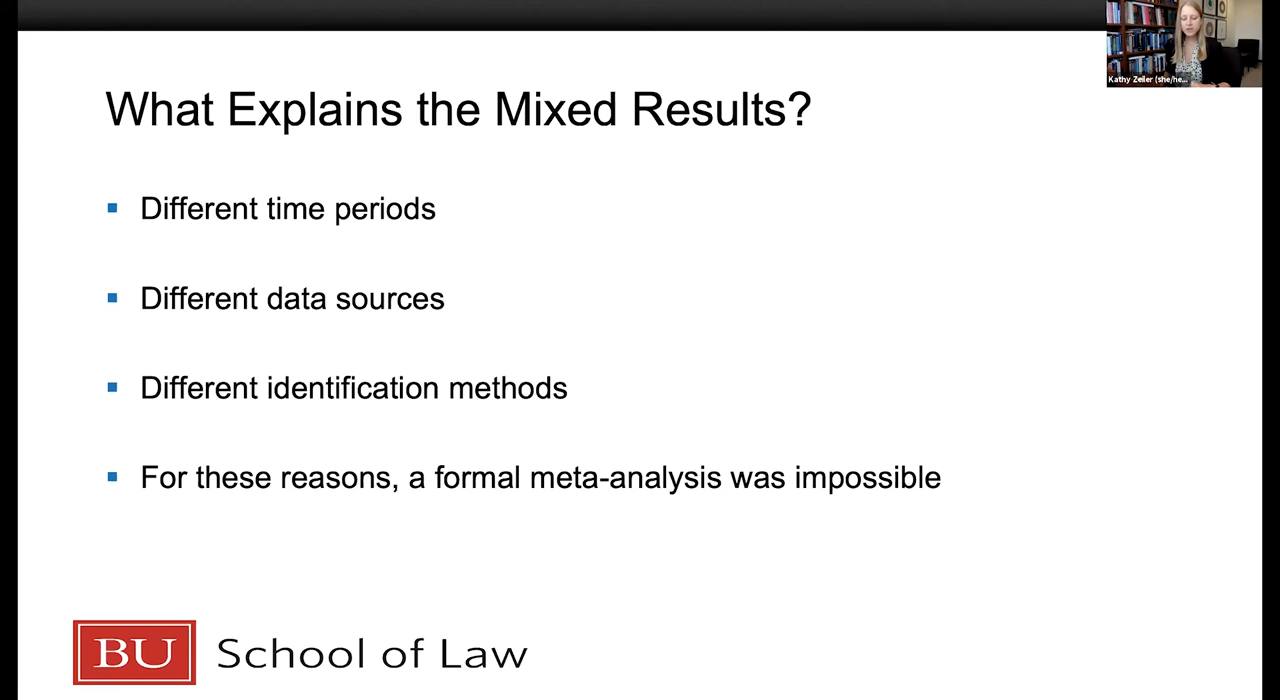 What Explains the Mixed Results?
Kathy Zeiler (she/he...
Different time periods
Different data sources
Different identification methods
For these reasons, a formal meta-analysis was impossible
BU School of Law